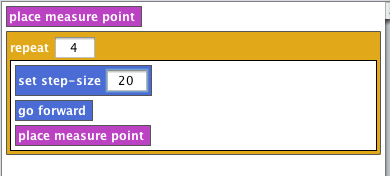 place measure point
repeat 4
set step-size 20
go forward
place measure point